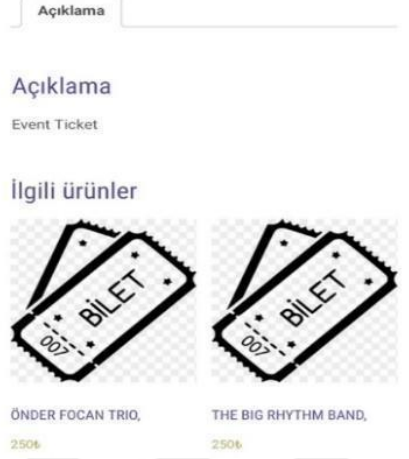 Açıklama
Açıklama
Event Ticket
İlgili ürünler
BİLET
007
BİLET
007
ÖNDER FOCAN TRIO,
THE BIG RHYTHM BAND,
250₺
250₺